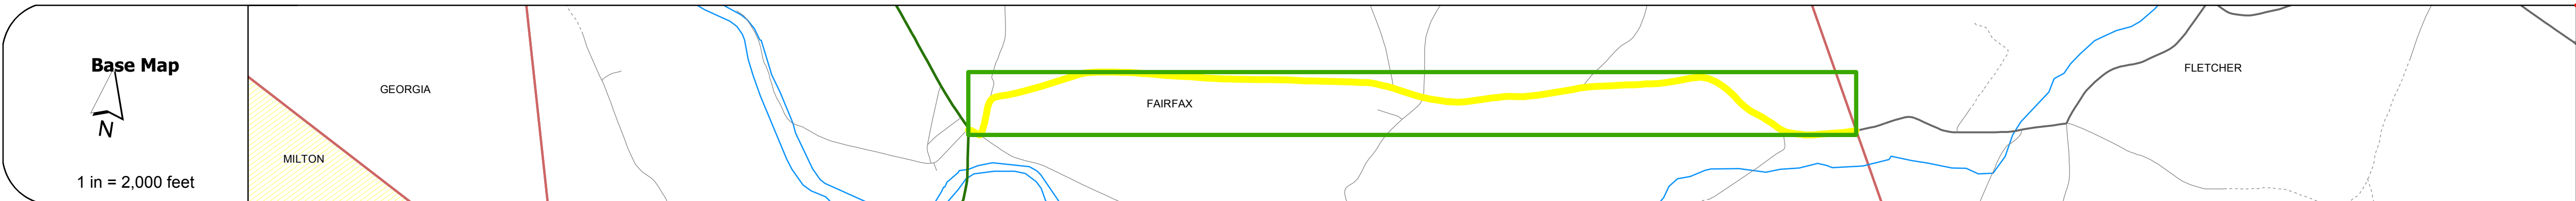 Base Map
N
1 in = 2,000 feet
GEORGIA
MILTON
FAIRFAX
FLETCHER